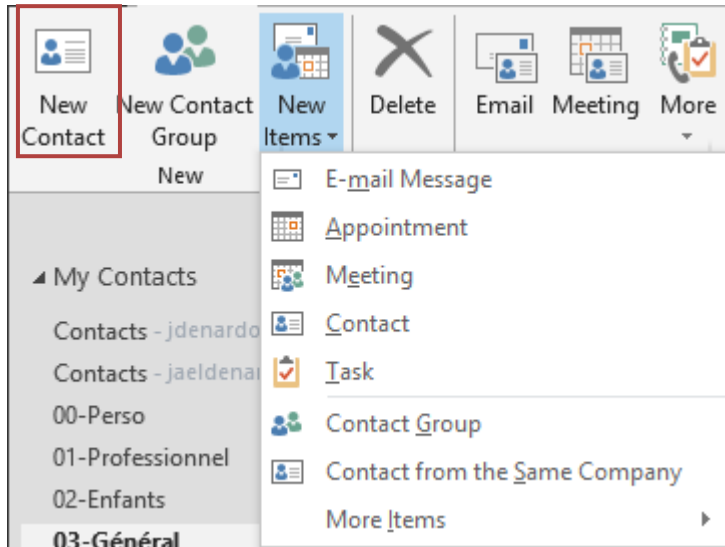 New Contact
New Contact Group
New Items
Delete
Email
Meeting
More
New
E-mail Message
Appointment
Meeting
Contact
Task
Contact Group
Contact from the Same Company
More Items
My Contacts
Contacts - jdenardo
Contacts - jaeldena
00-Perso
01-Professionnel
02-Enfants
03-Général